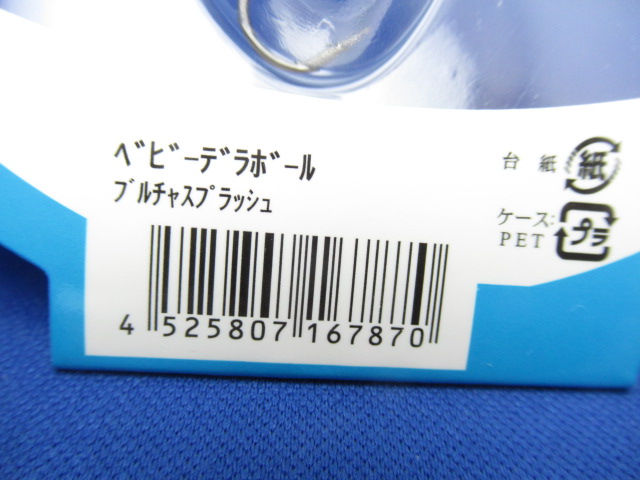 ﾍﾞﾋﾞｰﾃﾞﾗﾎﾞｰﾙ
ﾌﾞﾙﾁｬｽﾌﾟﾗｯｼｭ
4 525807 167870
台紙 紙
ケース:
PET プラ